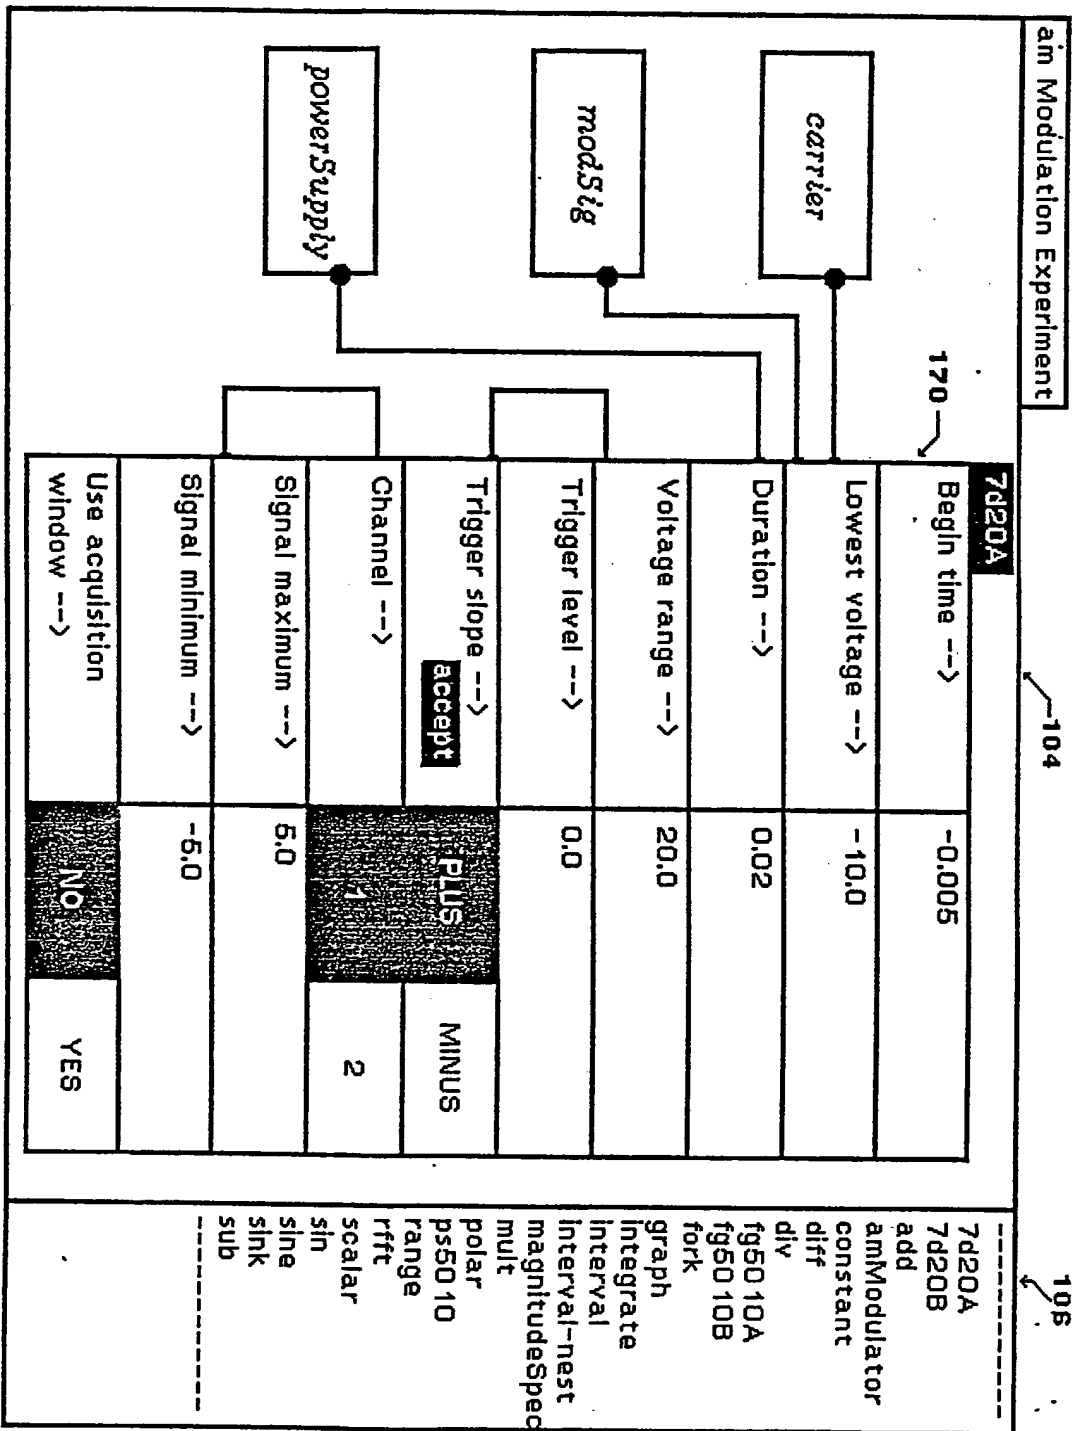 am Modulation Experiment
104
106
170
carrier
modSig
powerSupply
7d20A
Begin time --> -0.005
Lowest voltage --> -10.0
Duration --> 0.02
Voltage range --> 20.0
Trigger level --> 0.0
Trigger slope --> PLUS MINUS
accept
Channel --> 1 2
Signal maximum --> 5.0
Signal minimum --> -5.0
Use acquisition
window --> NO YES
------------
7d20A
7d20B
add
amModulator
constant
diff
div
fg5010A
fg5010B
fork
graph
integrate
interval
interval-nest
magnitudeSpec
mult
polar
ps5010
range
rfft
scalar
sin
sine
sink
sub
------------